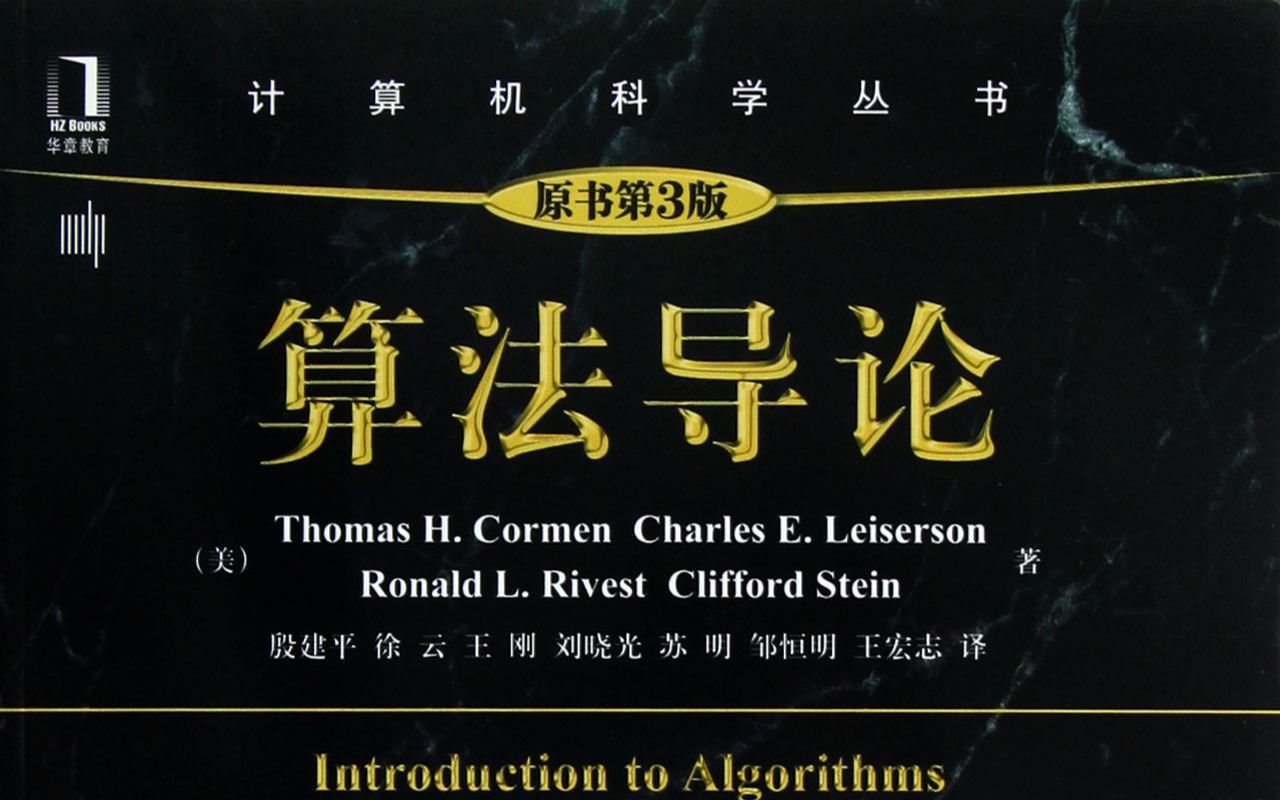 HZ BOOKS
华章教育
计算机科学丛书
原书第3版
算法导论
(美) Thomas H. Cormen Charles E. Leiserson
Ronald L. Rivest Clifford Stein 著
殷建平 徐云 王刚 刘晓光 苏明 邹恒明 王宏志 译
Introduction to Algorithms